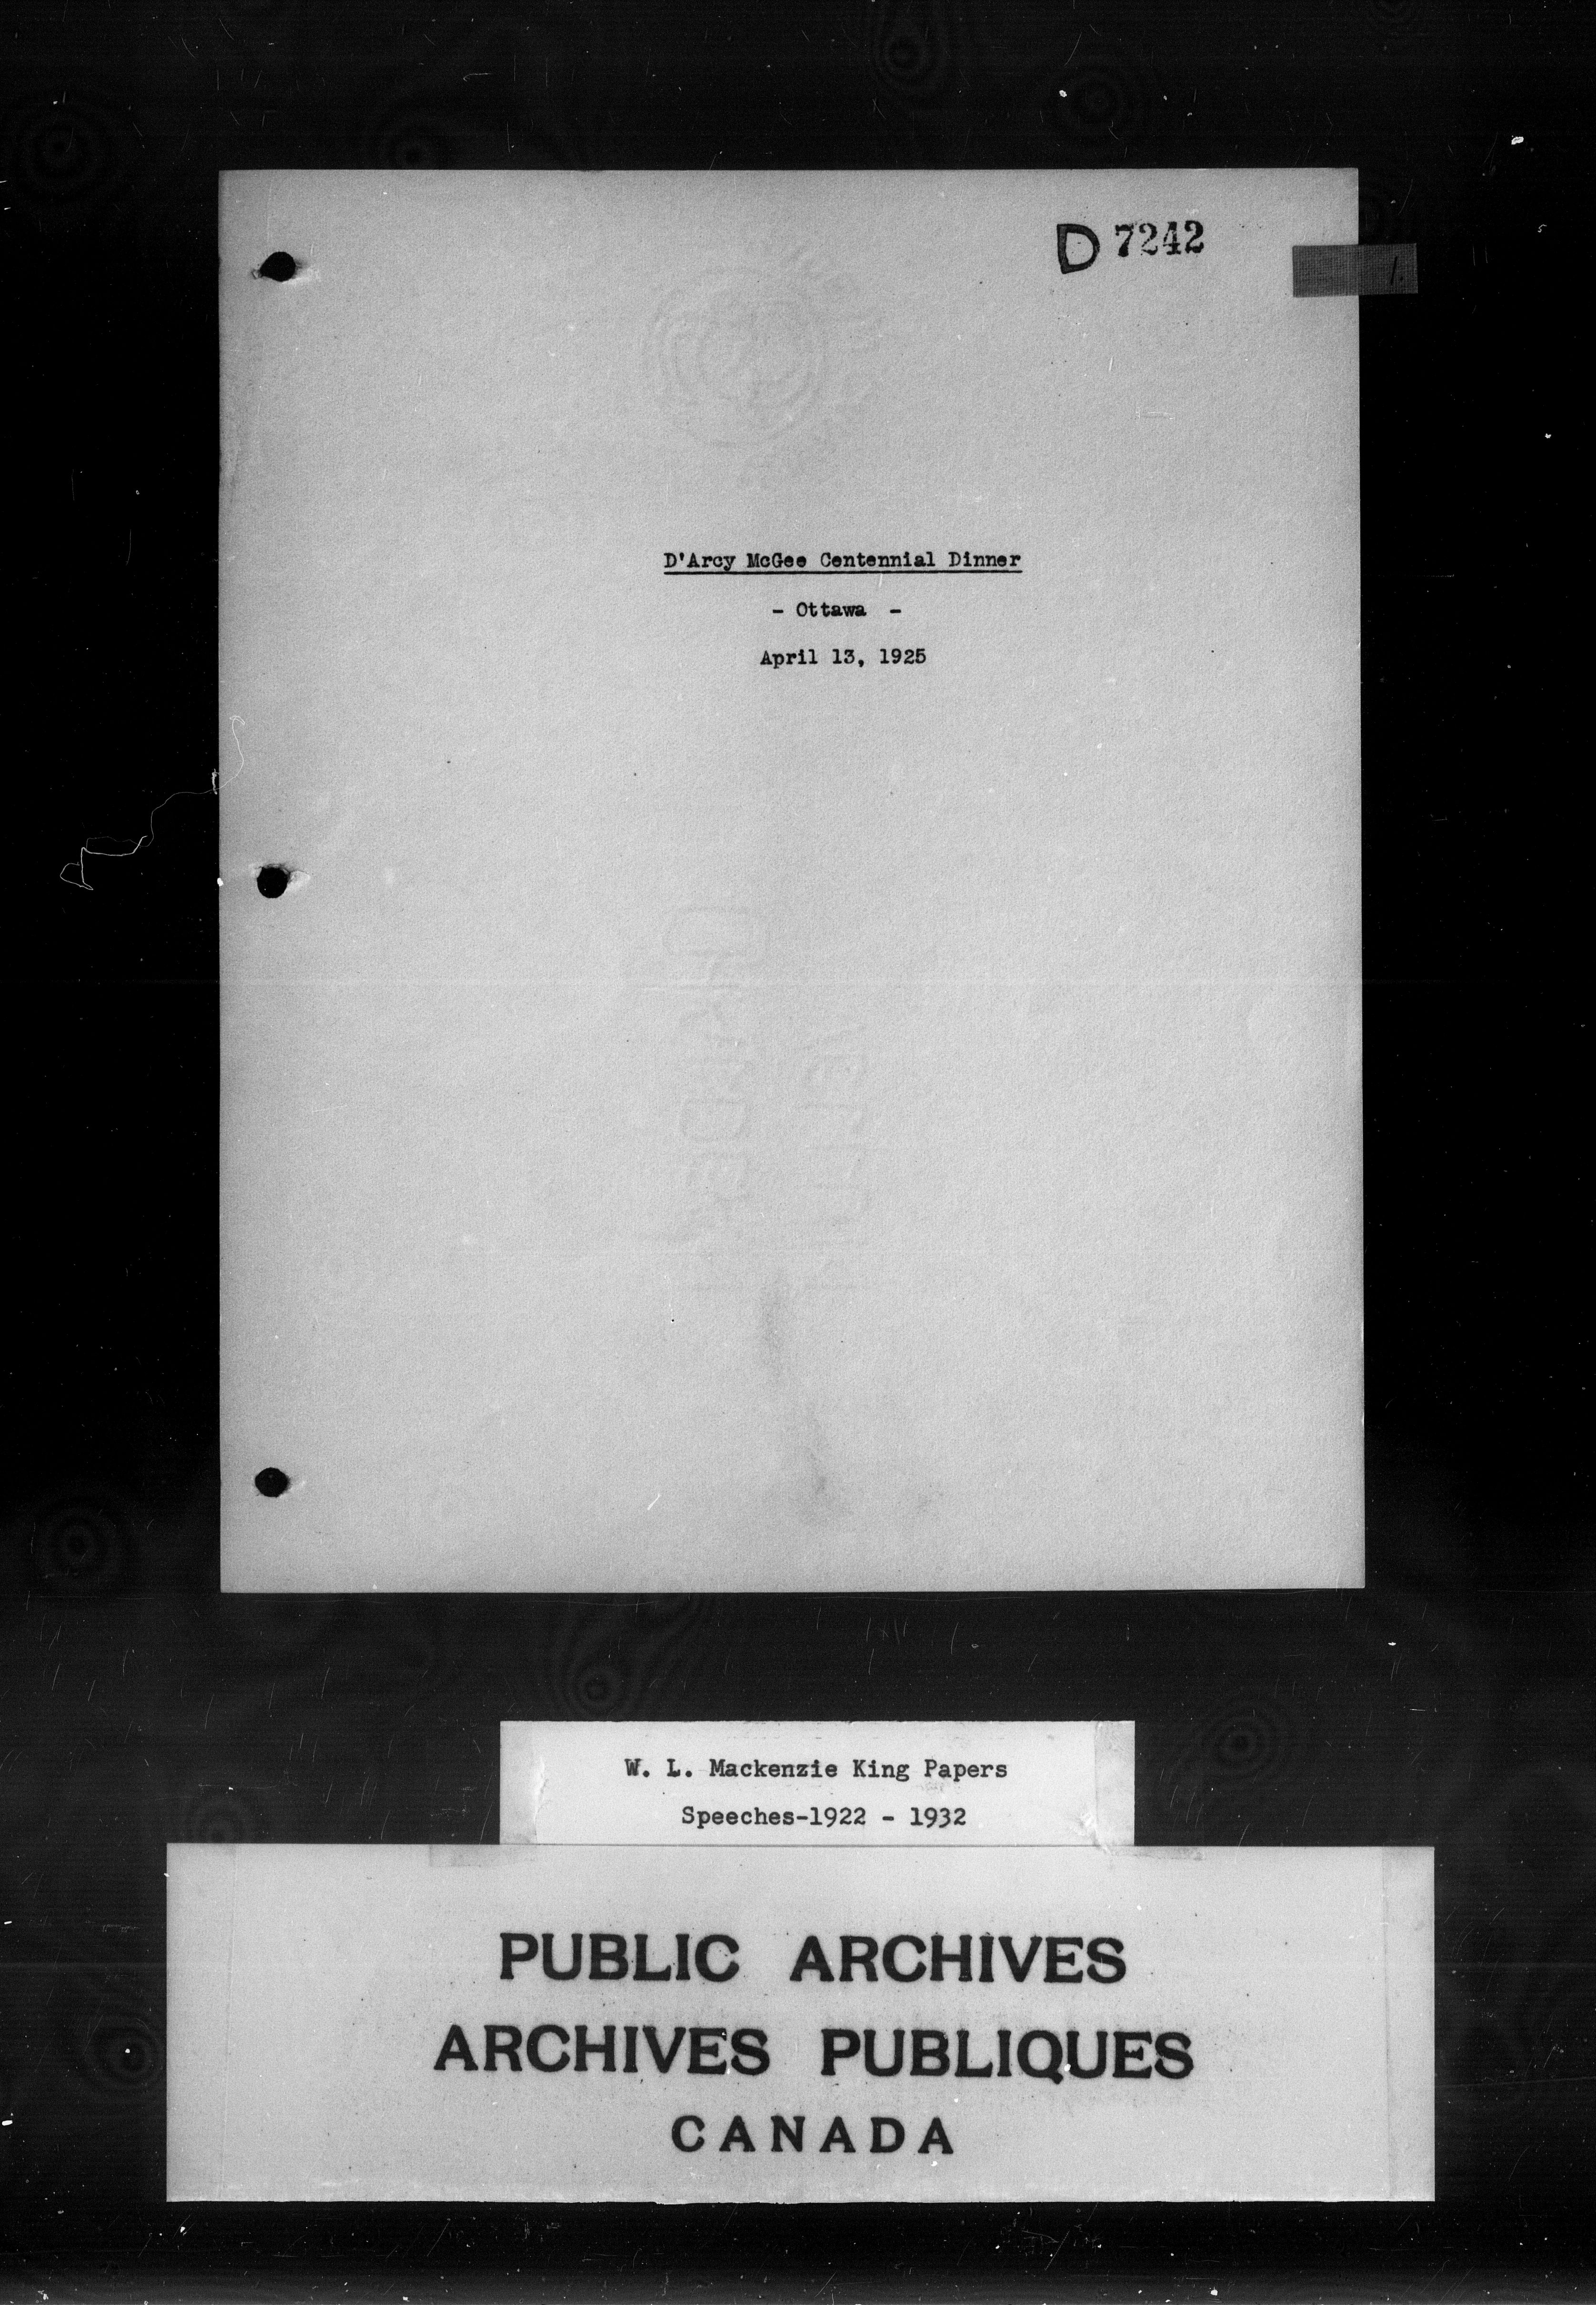 D 7242
D'Arcy McGee Centennial Dinner
- Ottawa -
April 13, 1925
W. L. Mackenzie King Papers
Speeches-1922 - 1932
PUBLIC ARCHIVES
ARCHIVES PUBLIQUES
CANADA